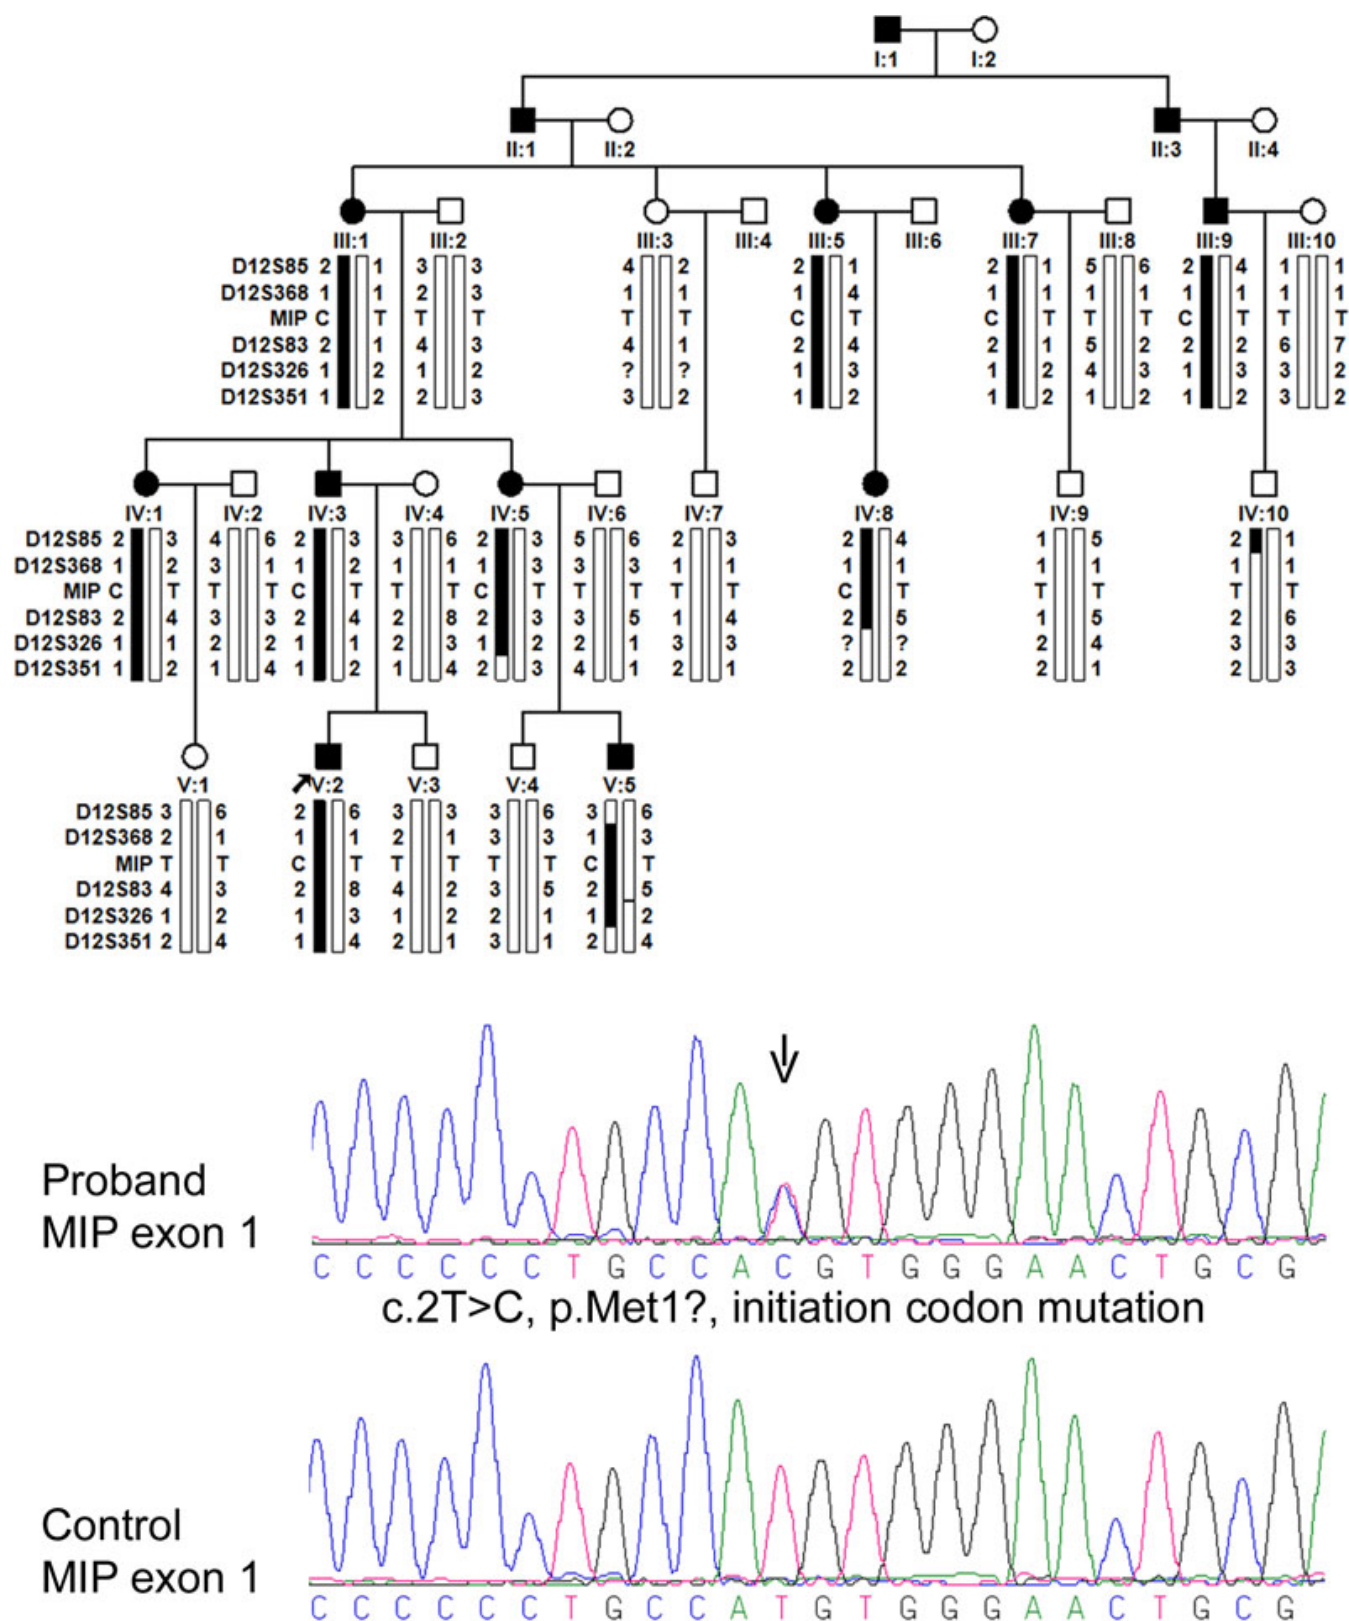 I:1 I:2
II:1 II:2 II:3 II:4
III:1 III:2 III:3 III:4 III:5 III:6 III:7 III:8 III:9 III:10
D12S85 2 1 3 3 4 2 2 1 2 1 5 6 2 4 1 1
D12S368 1 1 2 3 1 1 1 4 1 1 1 1 1 1 1 1
MIP C T T T T T C T C T T T C T T T
D12S83 2 1 4 3 4 1 2 4 2 1 5 2 2 2 6 7
D12S326 1 2 1 2 ? ? 1 3 1 2 4 3 1 3 3 2
D12S351 1 2 2 3 3 2 1 2 1 2 1 2 1 2 3 2
IV:1 IV:2 IV:3 IV:4 IV:5 IV:6 IV:7 IV:8 IV:9 IV:10
D12S85 2 3 4 6 2 3 3 6 2 3 5 6 2 3 2 4 1 5 2 1
D12S368 1 2 3 1 1 2 1 1 1 3 3 3 1 1 1 1 1 1 1 1
MIP C T T T C T T T C T T T T T C T T T T T
D12S83 2 4 3 3 2 4 2 8 2 3 3 5 1 4 2 5 1 5 2 6
D12S326 1 1 2 2 1 1 2 3 1 2 2 1 3 3 ? ? 2 4 3 3
D12S351 1 2 1 4 1 2 1 4 2 3 4 1 2 1 2 2 2 1 2 3
V:1 V:2 V:3 V:4 V:5
D12S85 3 6 2 6 3 3 3 6 3 6
D12S368 2 1 1 1 2 1 3 3 1 3
MIP T T C T T T T T C T
D12S83 4 3 2 8 4 2 3 5 2 5
D12S326 1 2 1 3 1 2 2 1 1 2
D12S351 2 4 1 4 2 1 3 1 2 4
Proband
MIP exon 1
C C C C C C T G C C A C G T G G G A A C T G C G
c.2T>C, p.Met1?, initiation codon mutation
Control
MIP exon 1
C C C C C C T G C C A T G T G G G A A C T G C G